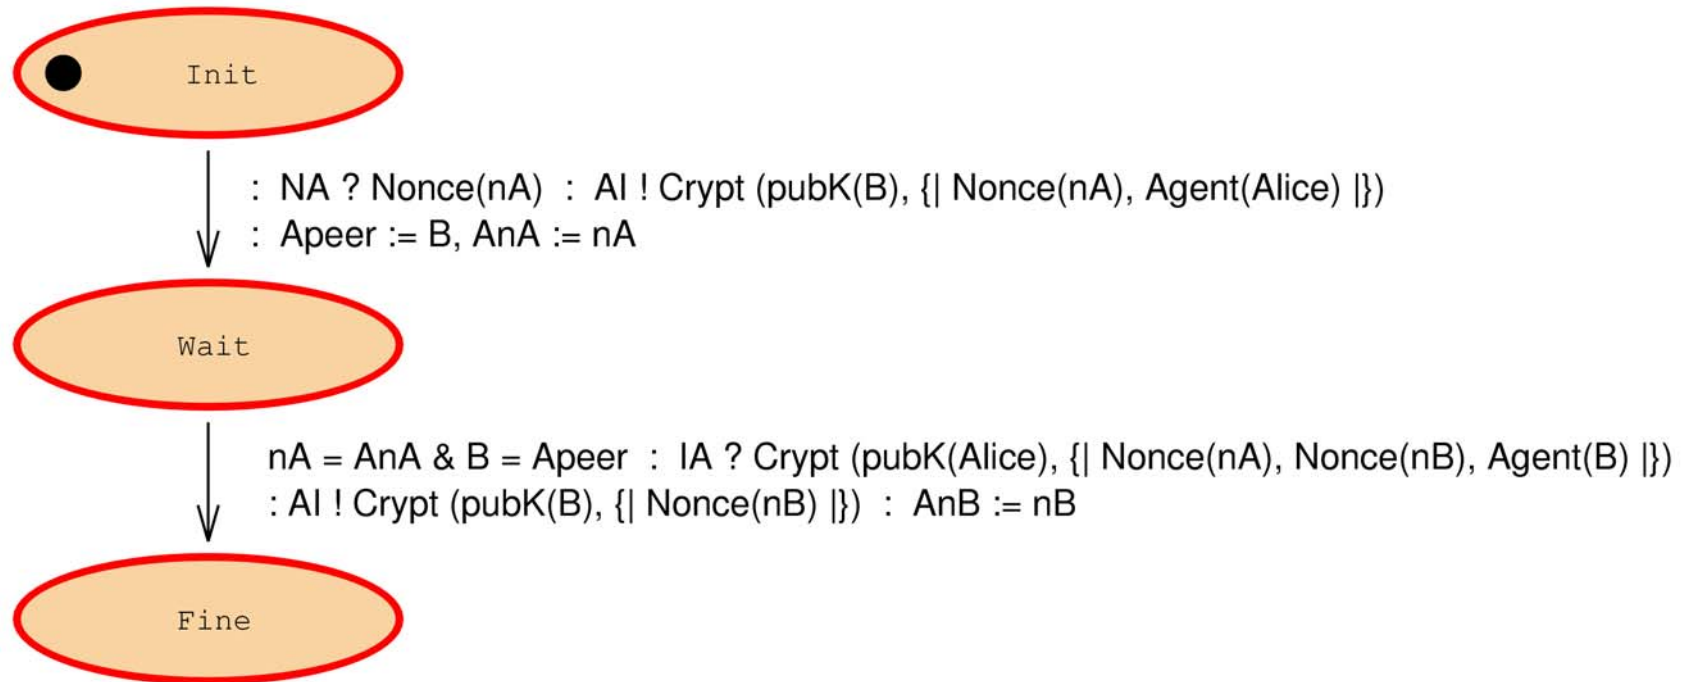 Init
: NA ? Nonce(nA) : AI ! Crypt (pubK(B), {| Nonce(nA), Agent(Alice) |})
: Apeer := B, AnA := nA
Wait
nA = AnA & B = Apeer : IA ? Crypt (pubK(Alice), {| Nonce(nA), Nonce(nB), Agent(B) |})
: AI ! Crypt (pubK(B), {| Nonce(nB) |}) : AnB := nB
Fine